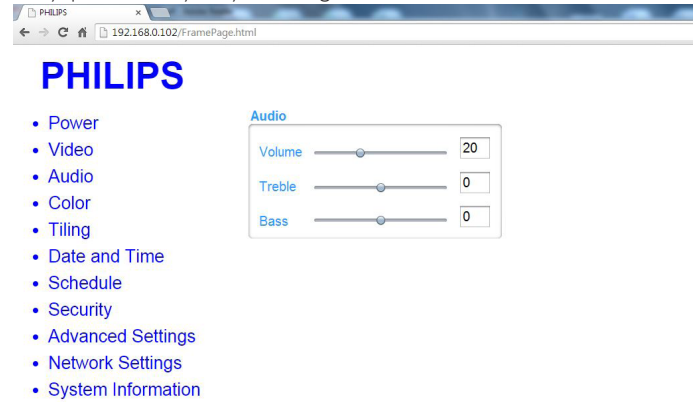 PHILIPS
192.168.0.102/FramePage.html
PHILIPS
• Power
• Video
• Audio
• Color
• Tiling
• Date and Time
• Schedule
• Security
• Advanced Settings
• Network Settings
• System Information
Audio
Volume 20
Treble 0
Bass 0